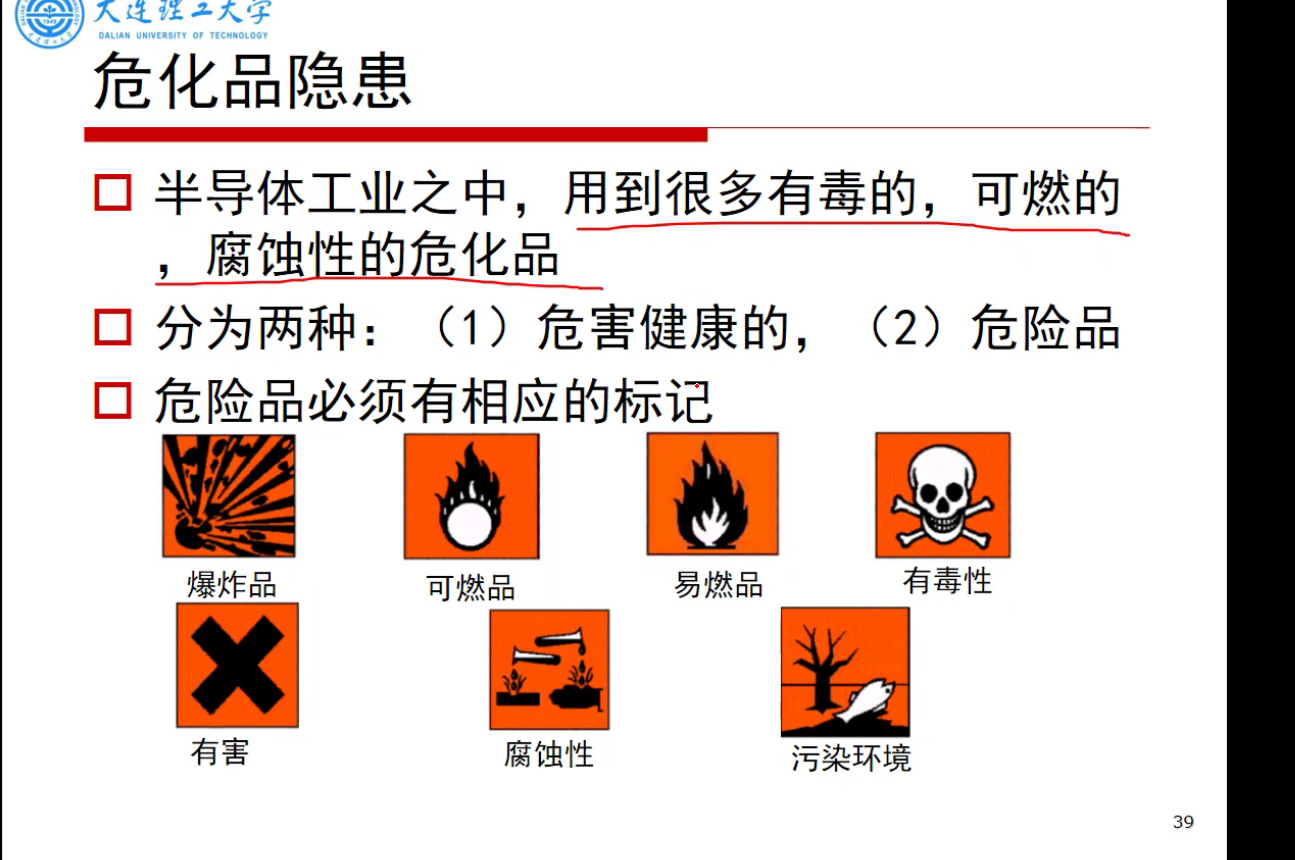 大连理工大学
DALIAN UNIVERSITY OF TECHNOLOGY
危化品隐患
半导体工业之中，用到很多有毒的，可燃的
，腐蚀性的危化品
分为两种：（1）危害健康的，（2）危险品
危险品必须有相应的标记
爆炸品
可燃品
易燃品
有毒性
有害
腐蚀性
污染环境
39